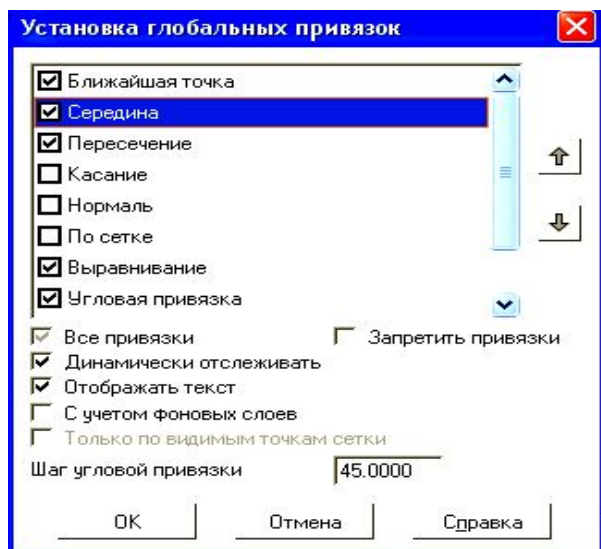 Установка глобальных привязок
Ближайшая точка
Середина
Пересечение
Касание
Нормаль
По сетке
Выравнивание
Угловая привязка
Все привязки Запретить привязки
Динамически отслеживать
Отображать текст
С учетом фоновых слоев
Только по видимым точкам сетки
Шаг угловой привязки 45.0000
OK Отмена Справка